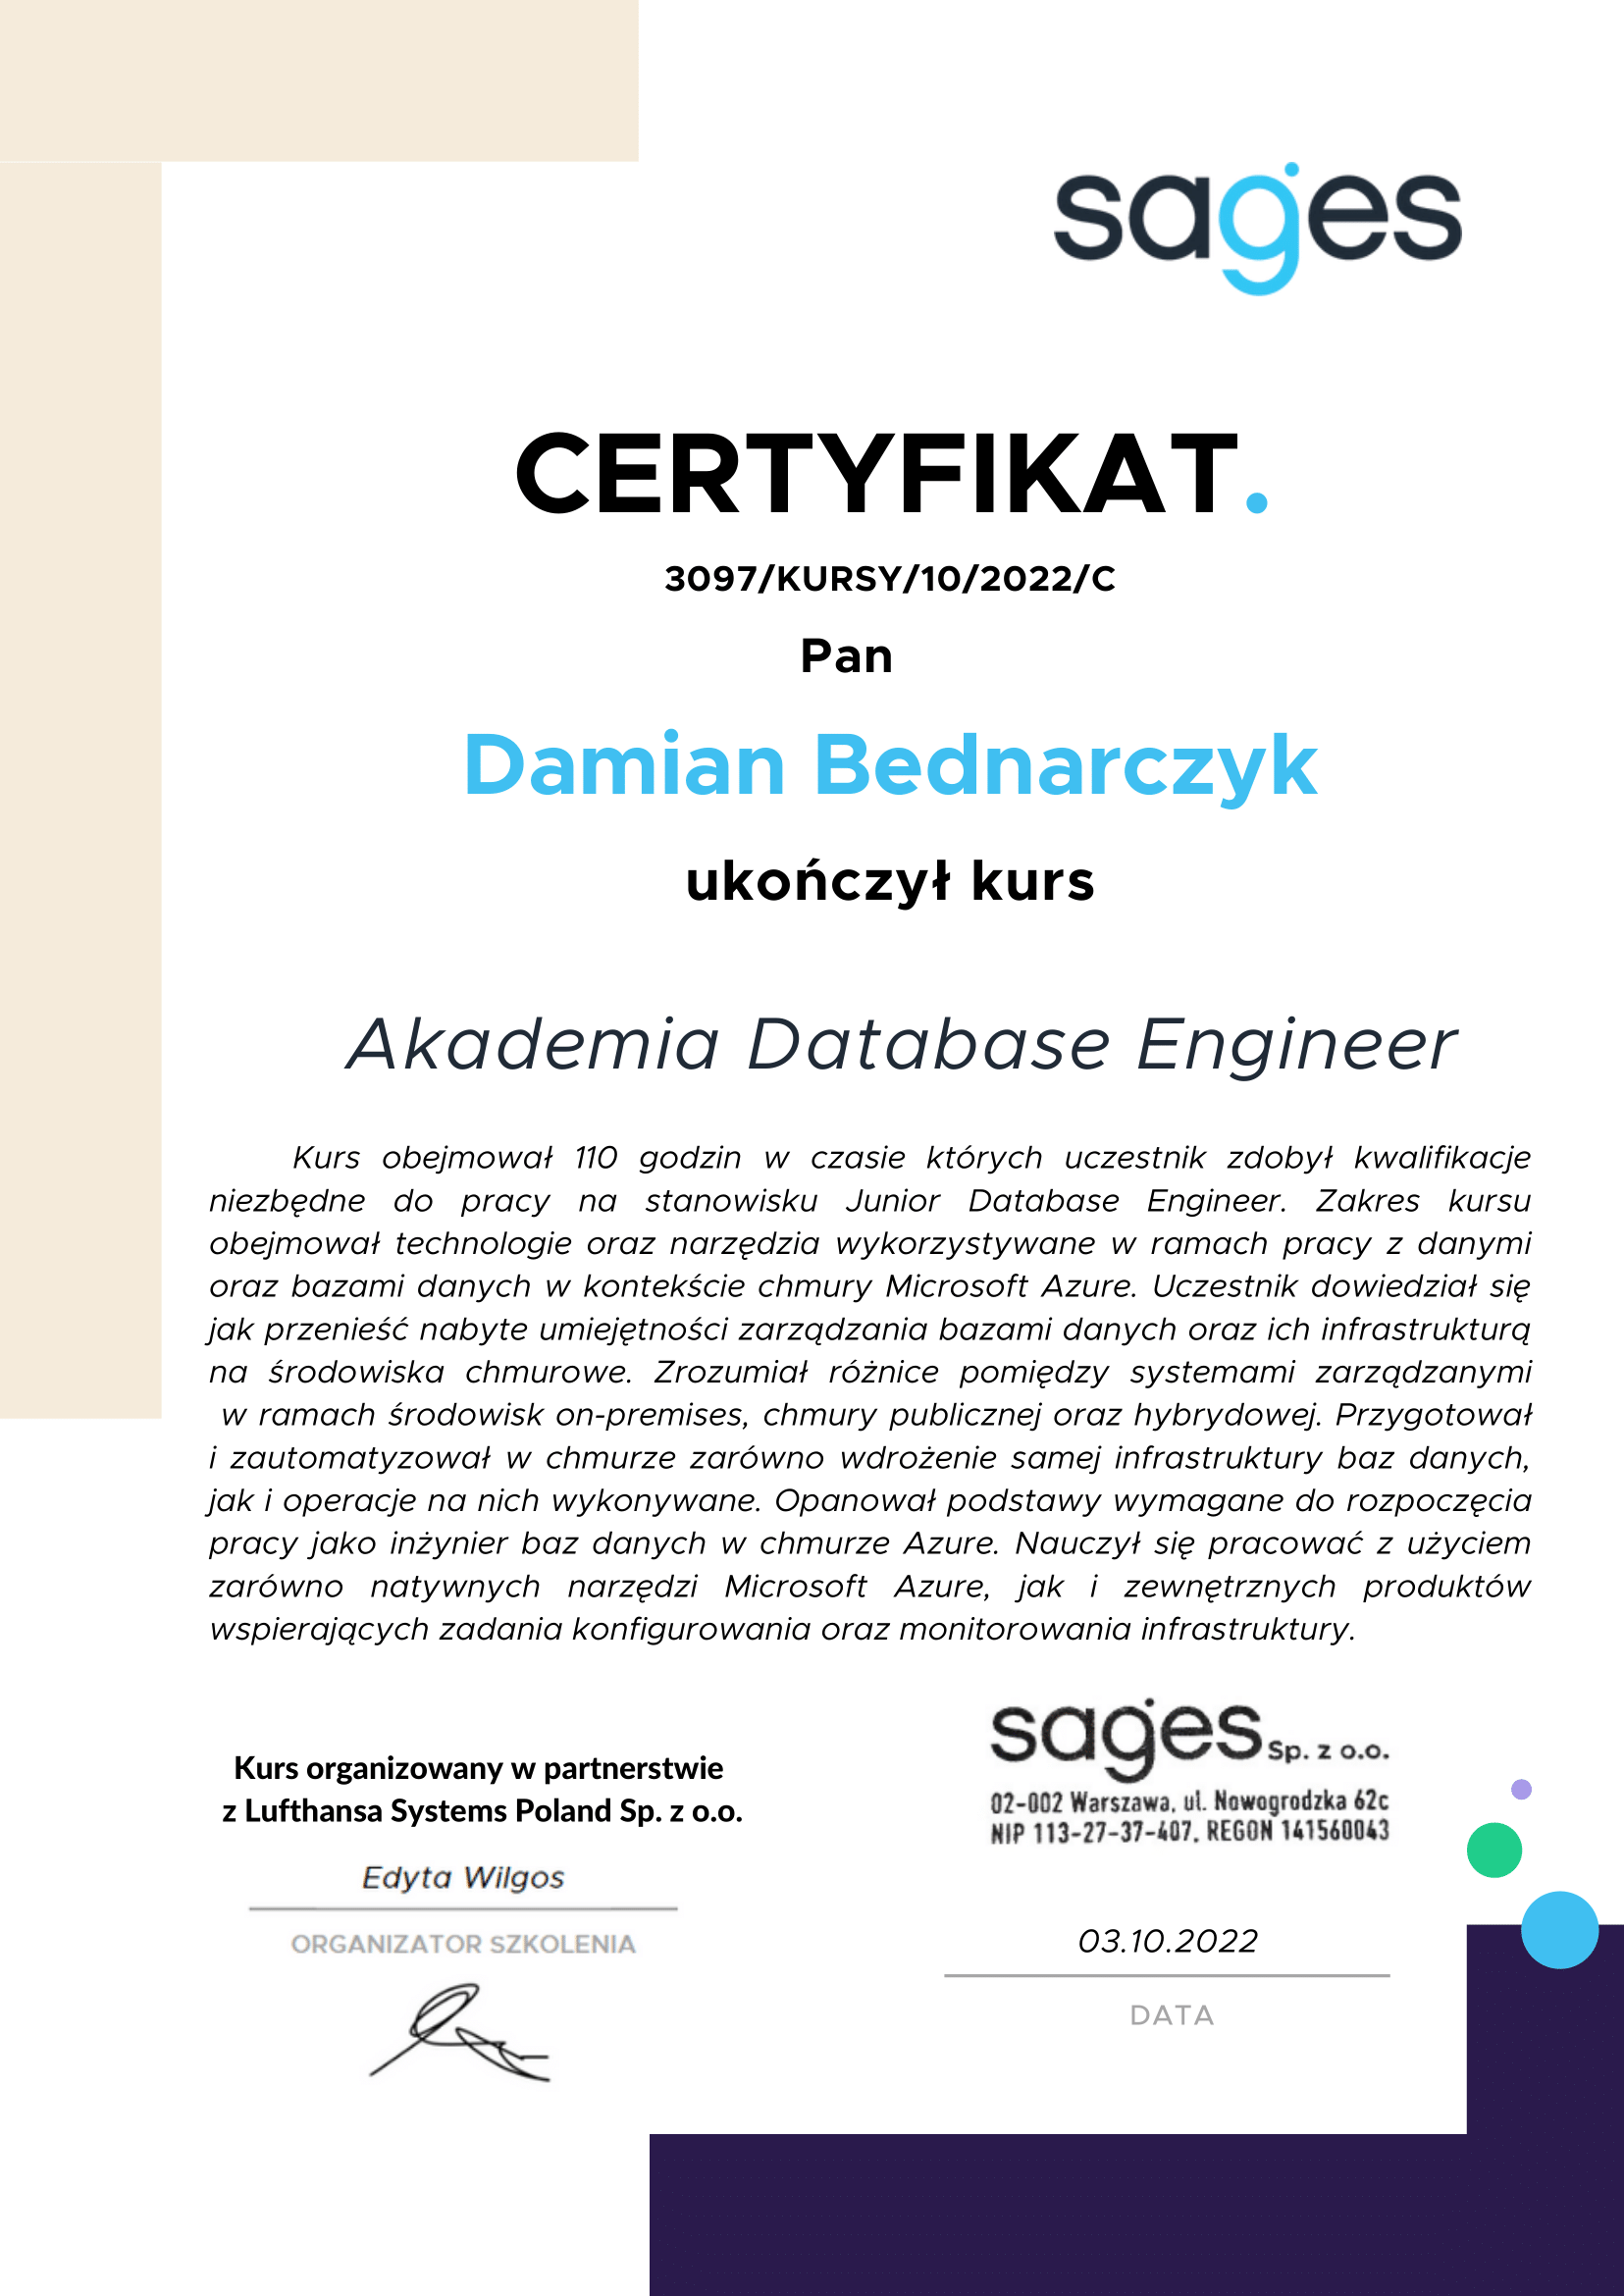 sages
CERTYFIKAT.
3097/KURSY/10/2022/C
Pan
Damian Bednarczyk
ukończył kurs
Akademia Database Engineer
Kurs obejmował 110 godzin w czasie których uczestnik zdobył kwalifikacje
niezbędne do pracy na stanowisku Junior Database Engineer. Zakres kursu
obejmował technologie oraz narzędzia wykorzystywane w ramach pracy z danymi
oraz bazami danych w kontekście chmury Microsoft Azure. Uczestnik dowiedział się
jak przenieść nabyte umiejętności zarządzania bazami danych oraz ich infrastrukturą
na środowiska chmurowe. Zrozumiał różnice pomiędzy systemami zarządzanymi
w ramach środowisk on-premises, chmury publicznej oraz hybrydowej. Przygotował
i zautomatyzował w chmurze zarówno wdrożenie samej infrastruktury baz danych,
jak i operacje na nich wykonywane. Opanował podstawy wymagane do rozpoczęcia
pracy jako inżynier baz danych w chmurze Azure. Nauczył się pracować z użyciem
zarówno natywnych narzędzi Microsoft Azure, jak i zewnętrznych produktów
wspierających zadania konfigurowania oraz monitorowania infrastruktury.
Kurs organizowany w partnerstwie
z Lufthansa Systems Poland Sp. z o.o.
Edyta Wilgos
ORGANIZATOR SZKOLENIA
sages Sp. z o.o.
02-002 Warszawa, ul. Nowogrodzka 62c
NIP 113-27-37-407, REGON 141560043
03.10.2022
DATA